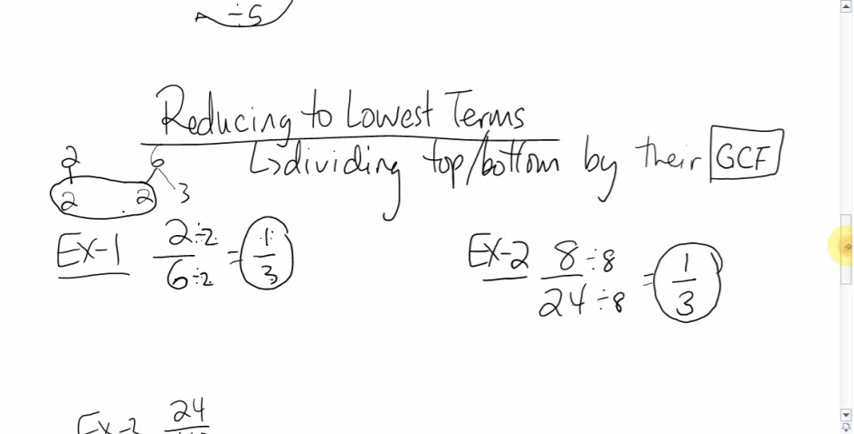 ÷5
Reducing to Lowest Terms
↳dividing top/bottom by their GCF
2 6
2 2 3
Ex-1 2÷2/6÷2 = 1/3
Ex-2 8÷8/24÷8 = 1/3
Ex-3 24